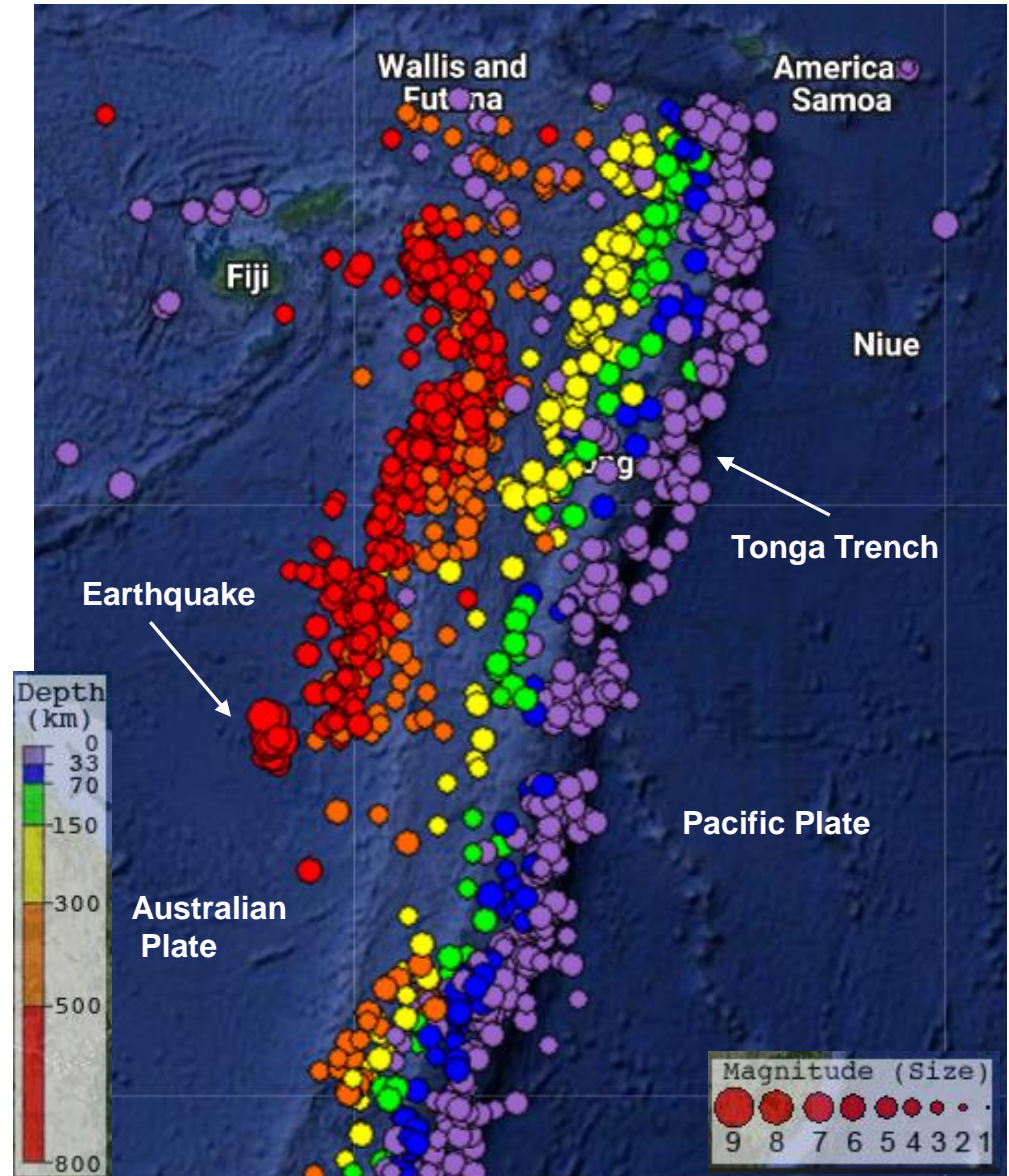 Wallis and
Futuna
America
Samoa
Fiji
Niue
Tonga Trench
Earthquake
Depth
(km)
0
33
70
150
300
500
800
Pacific Plate
Australian
Plate
Magnitude (Size)
9 8 7 6 5 4 3 2 1